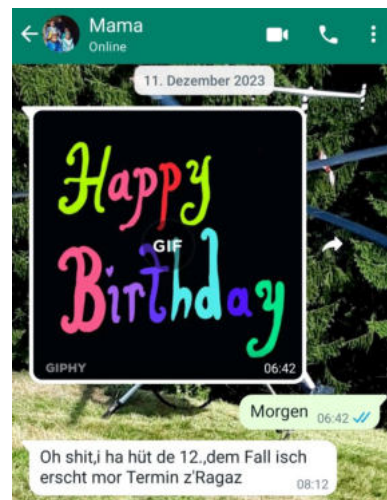 Mama
Online
11. Dezember 2023
Happy
GIF
Birthday
GIPHY
06:42
Morgen 06:42
Oh shit,i ha hüt de 12.,dem Fall isch
erscht mor Termin z'Ragaz
08:12